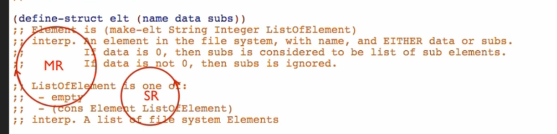 (define-struct elt (name data subs))
;; Element is (make-elt String Integer ListOfElement)
;; interp. An element in the file system, with name, and EITHER data or subs.
;; If data is 0, then subs is considered to be list of sub elements.
;; If data is not 0, then subs is ignored.
MR
;; ListOfElement is one of:
;; - empty
SR
;; - (cons Element ListOfElement)
;; interp. A list of file system Elements